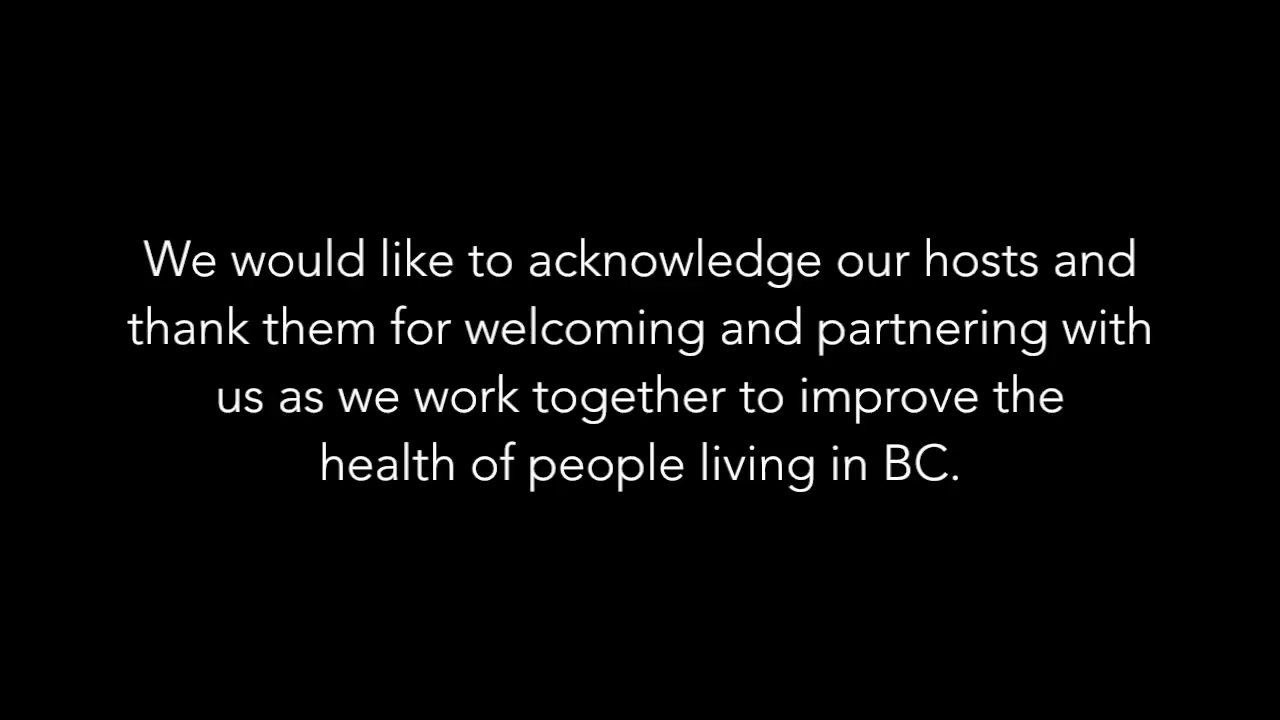 We would like to acknowledge our hosts and
thank them for welcoming and partnering with
us as we work together to improve the
health of people living in BC.